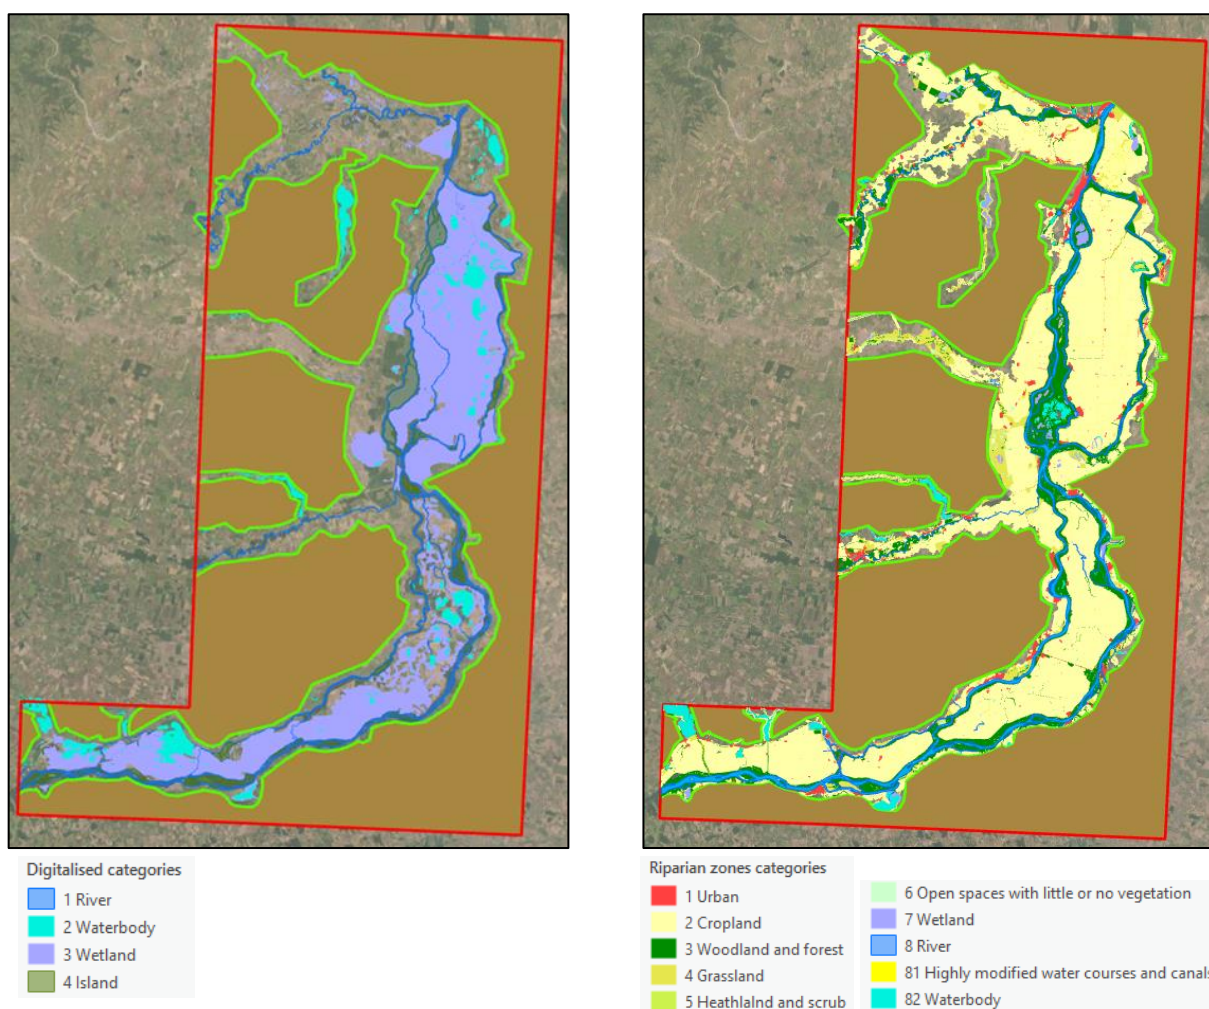 Digitalised categories
1 River
2 Waterbody
3 Wetland
4 Island
Riparian zones categories
1 Urban
2 Cropland
3 Woodland and forest
4 Grassland
5 Heathlalnd and scrub
6 Open spaces with little or no vegetation
7 Wetland
8 River
81 Highly modified water courses and canals
82 Waterbody